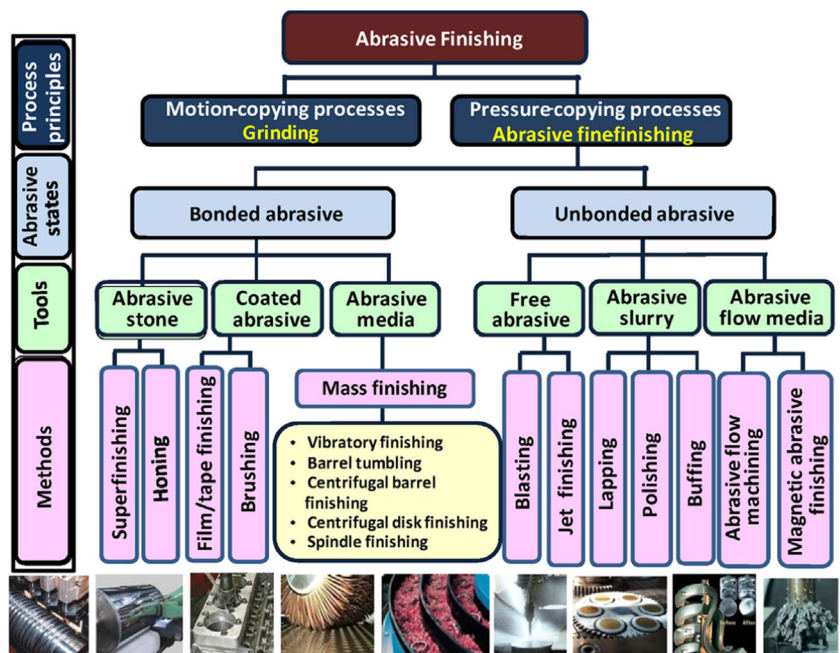 Abrasive Finishing
Process
principles
Motion-copying processes
Grinding
Pressure-copying processes
Abrasive finefinishing
Abrasive
states
Bonded abrasive
Unbonded abrasive
Tools
Abrasive
stone
Coated
abrasive
Abrasive
media
Free
abrasive
Abrasive
slurry
Abrasive
flow media
Methods
Superfinishing
Honing
Film/tape finishing
Brushing
Mass finishing
• Vibratory finishing
• Barrel tumbling
• Centrifugal barrel
finishing
• Centrifugal disk finishing
• Spindle finishing
Blasting
Jet finishing
Lapping
Polishing
Buffing
Abrasive flow
machining
Magnetic abrasive
finishing
After